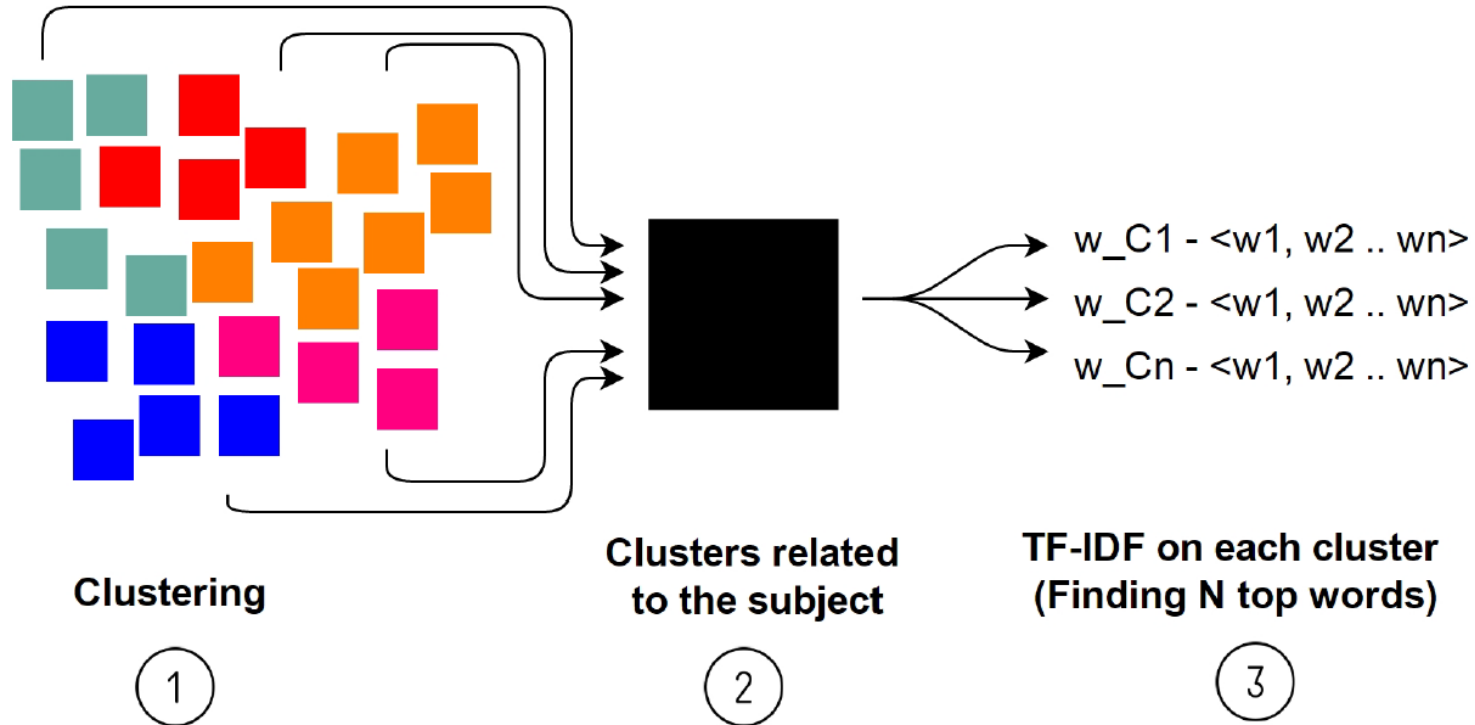 w_C1 - <w1, w2 .. wn>
w_C2 - <w1, w2 .. wn>
w_Cn - <w1, w2 .. wn>
Clustering
Clusters related
to the subject
TF-IDF on each cluster
(Finding N top words)
1
2
3